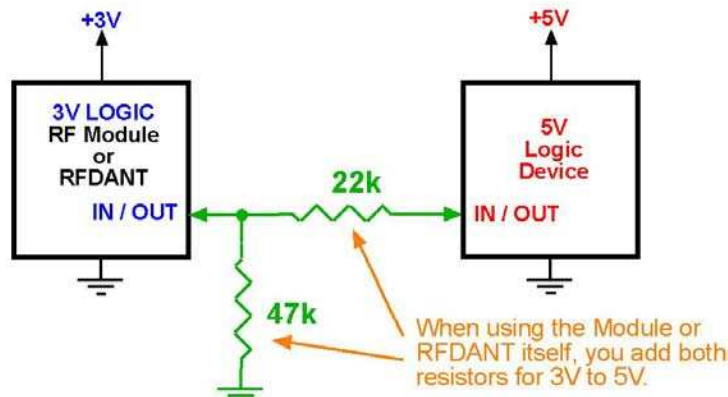 +3V
+5V
3V LOGIC
RF Module
or
RFDANT
IN / OUT
5V
Logic
Device
IN / OUT
22k
47k
When using the Module or
RFDANT itself, you add both
resistors for 3V to 5V.